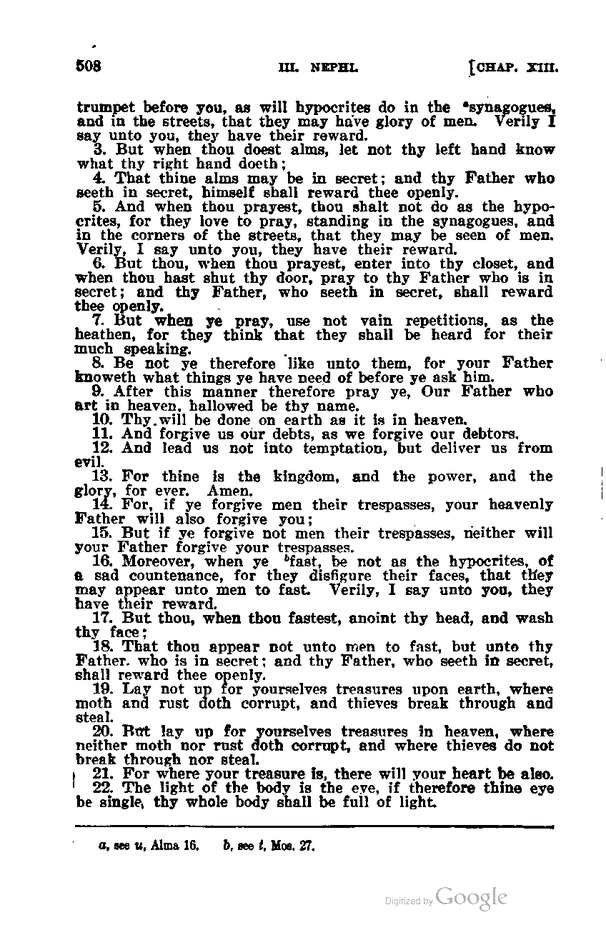 508 III. NEPHI. [CHAP. XIII.
trumpet before you, as will hypocrites do in the ᵃsynagogues,
and in the streets, that they may have glory of men. Verily I
say unto you, they have their reward.
3. But when thou doest alms, let not thy left hand know
what thy right hand doeth;
4. That thine alms may be in secret; and thy Father who
seeth in secret, himself shall reward thee openly.
5. And when thou prayest, thou shalt not do as the hypo-
crites, for they love to pray, standing in the synagogues, and
in the corners of the streets, that they may be seen of men.
Verily, I say unto you, they have their reward.
6. But thou, when thou prayest, enter into thy closet, and
when thou hast shut thy door, pray to thy Father who is in
secret; and thy Father, who seeth in secret, shall reward
thee openly.
7. But when ye pray, use not vain repetitions, as the
heathen, for they think that they shall be heard for their
much speaking.
8. Be not ye therefore like unto them, for your Father
knoweth what things ye have need of before ye ask him.
9. After this manner therefore pray ye, Our Father who
art in heaven, hallowed be thy name.
10. Thy will be done on earth as it is in heaven.
11. And forgive us our debts, as we forgive our debtors.
12. And lead us not into temptation, but deliver us from
evil.
13. For thine is the kingdom, and the power, and the
glory, for ever. Amen.
14. For, if ye forgive men their trespasses, your heavenly
Father will also forgive you;
15. But if ye forgive not men their trespasses, neither will
your Father forgive your trespasses.
16. Moreover, when ye ᵇfast, be not as the hypocrites, of
a sad countenance, for they disfigure their faces, that they
may appear unto men to fast. Verily, I say unto you, they
have their reward.
17. But thou, when thou fastest, anoint thy head, and wash
thy face;
18. That thou appear not unto men to fast, but unto thy
Father, who is in secret; and thy Father, who seeth in secret,
shall reward thee openly.
19. Lay not up for yourselves treasures upon earth, where
moth and rust doth corrupt, and thieves break through and
steal.
20. But lay up for yourselves treasures in heaven, where
neither moth nor rust doth corrupt, and where thieves do not
break through nor steal.
21. For where your treasure is, there will your heart be also.
22. The light of the body is the eye, if therefore thine eye
be single, thy whole body shall be full of light.
a, see u, Alma 16. b, see t, Mos. 27.
Digitized by Google